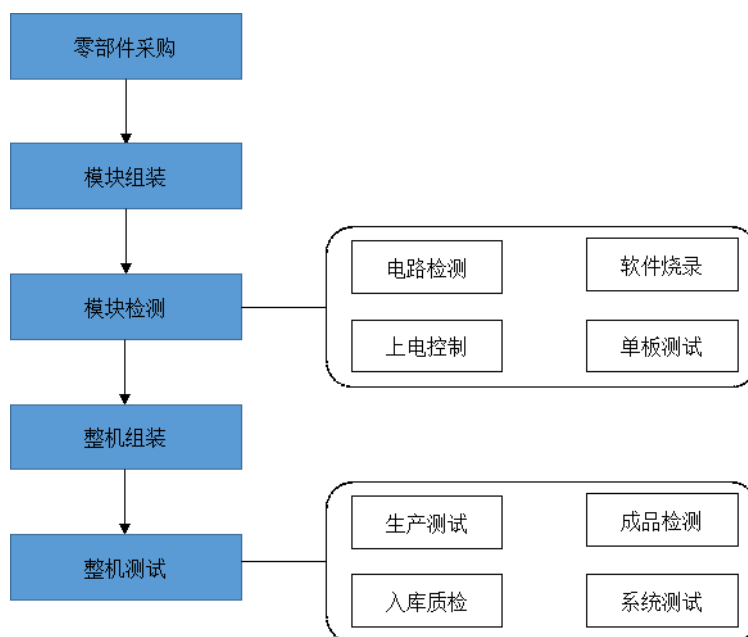 零部件采购
模块组装
模块检测
电路检测
软件烧录
上电控制
单板测试
整机组装
整机测试
生产测试
成品检测
入库质检
系统测试